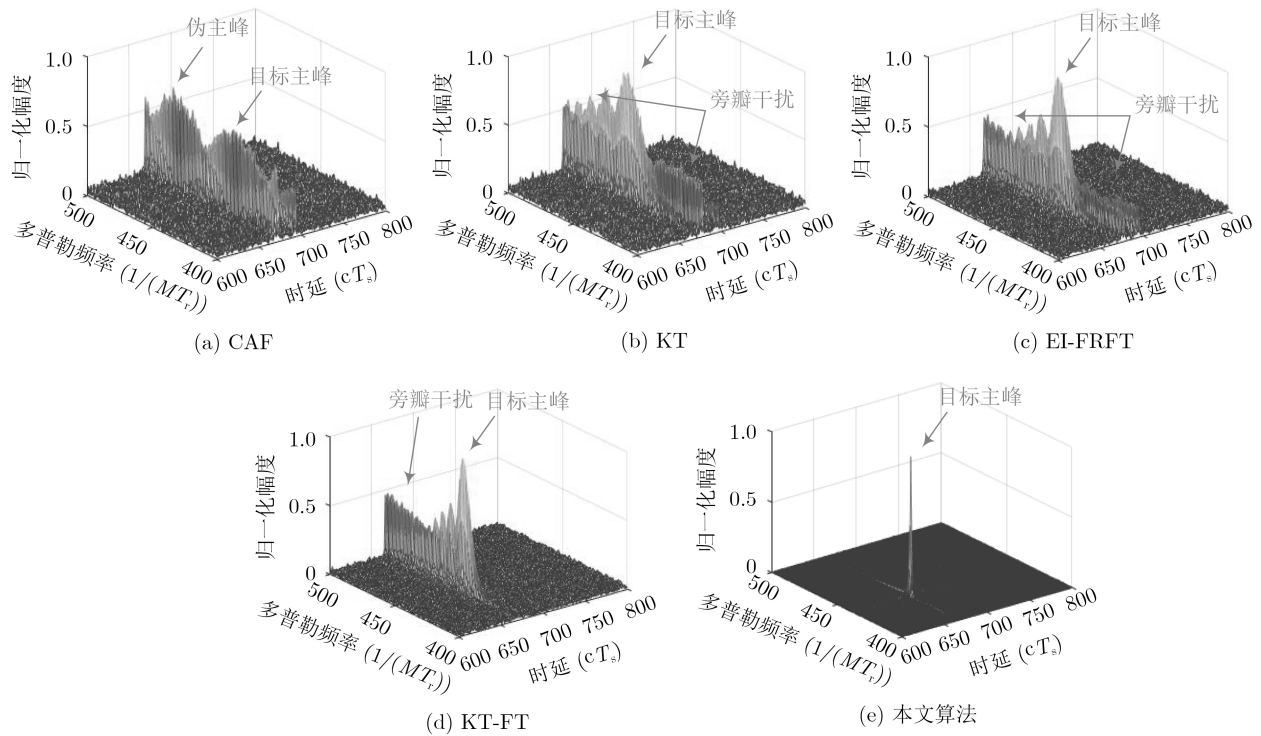 伪主峰
目标主峰
归一化幅度
1.0
0.5
0
500
450
400
多普勒频率 (1/(MTr))
600 650 700 750 800
时延 (cTs)
(a) CAF
目标主峰
旁瓣干扰
归一化幅度
1.0
0.5
0
500
450
400
多普勒频率 (1/(MTr))
600 650 700 750 800
时延 (cTs)
(b) KT
目标主峰
旁瓣干扰
归一化幅度
1.0
0.5
0
500
450
400
多普勒频率 (1/(MTr))
600 650 700 750 800
时延 (cTs)
(c) EI-FRFT
旁瓣干扰 目标主峰
归一化幅度
1.0
0.5
0
500
450
400
多普勒频率 (1/(MTr))
600 650 700 750 800
时延 (cTs)
(d) KT-FT
目标主峰
归一化幅度
1.0
0.5
0
500
450
400
多普勒频率 (1/(MTr))
600 650 700 750 800
时延 (cTs)
(e) 本文算法